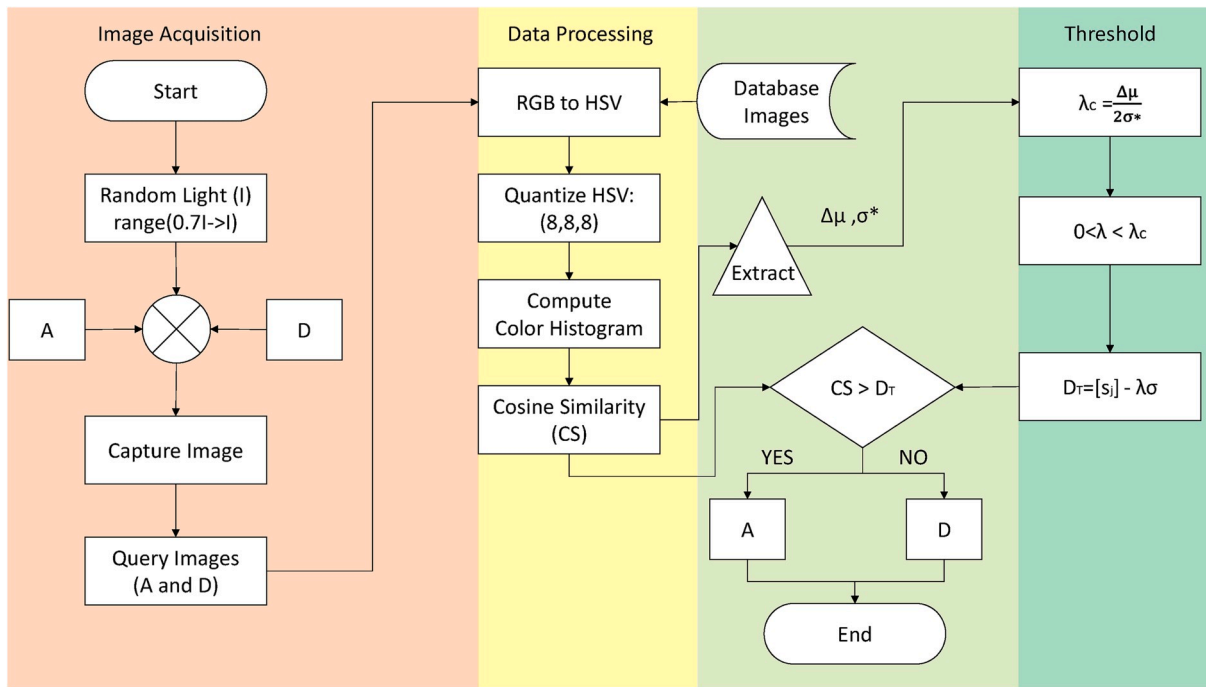 Image Acquisition
Start
Random Light (I)
range(0.7I->I)
A
D
Capture Image
Query Images
(A and D)
Data Processing
RGB to HSV
Quantize HSV:
(8,8,8)
Compute
Color Histogram
Cosine Similarity
(CS)
Database
Images
Extract
Δμ ,σ*
CS > DT
YES
NO
A
D
End
Threshold
λc =Δμ/2σ*
0<λ < λc
DT=[sj] - λσ